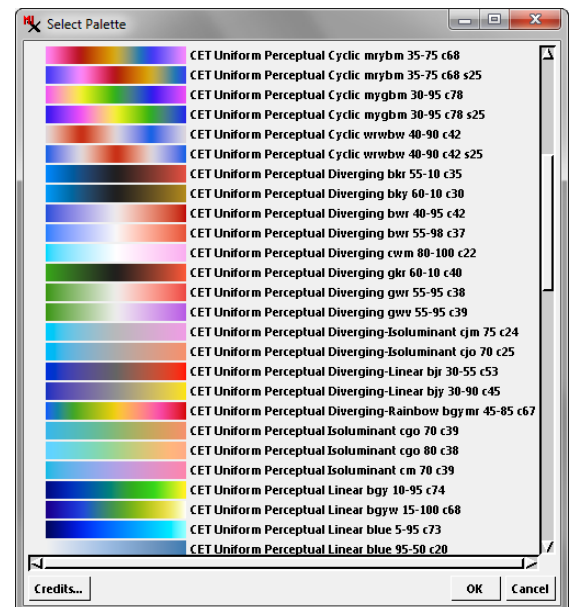 Select Palette
CET Uniform Perceptual Cyclic mrybm 35-75 c68
CET Uniform Perceptual Cyclic mrybm 35-75 c68 s25
CET Uniform Perceptual Cyclic mygbm 30-95 c78
CET Uniform Perceptual Cyclic mygbm 30-95 c78 s25
CET Uniform Perceptual Cyclic wrwbw 40-90 c42
CET Uniform Perceptual Cyclic wrwbw 40-90 c42 s25
CET Uniform Perceptual Diverging bkr 55-10 c35
CET Uniform Perceptual Diverging bky 60-10 c30
CET Uniform Perceptual Diverging bwr 40-95 c42
CET Uniform Perceptual Diverging bwr 55-98 c37
CET Uniform Perceptual Diverging cwm 80-100 c22
CET Uniform Perceptual Diverging gkr 60-10 c40
CET Uniform Perceptual Diverging gwr 55-95 c38
CET Uniform Perceptual Diverging gwv 55-95 c39
CET Uniform Perceptual Diverging-Isoluminant cjm 75 c24
CET Uniform Perceptual Diverging-Isoluminant cjo 70 c25
CET Uniform Perceptual Diverging-Linear bjr 30-55 c53
CET Uniform Perceptual Diverging-Linear bjy 30-90 c45
CET Uniform Perceptual Diverging-Rainbow bgymr 45-85 c67
CET Uniform Perceptual Isoluminant cgo 70 c39
CET Uniform Perceptual Isoluminant cgo 80 c38
CET Uniform Perceptual Isoluminant cm 70 c39
CET Uniform Perceptual Linear bgy 10-95 c74
CET Uniform Perceptual Linear bgyw 15-100 c68
CET Uniform Perceptual Linear blue 5-95 c73
CET Uniform Perceptual Linear blue 95-50 c20
Credits... OK Cancel